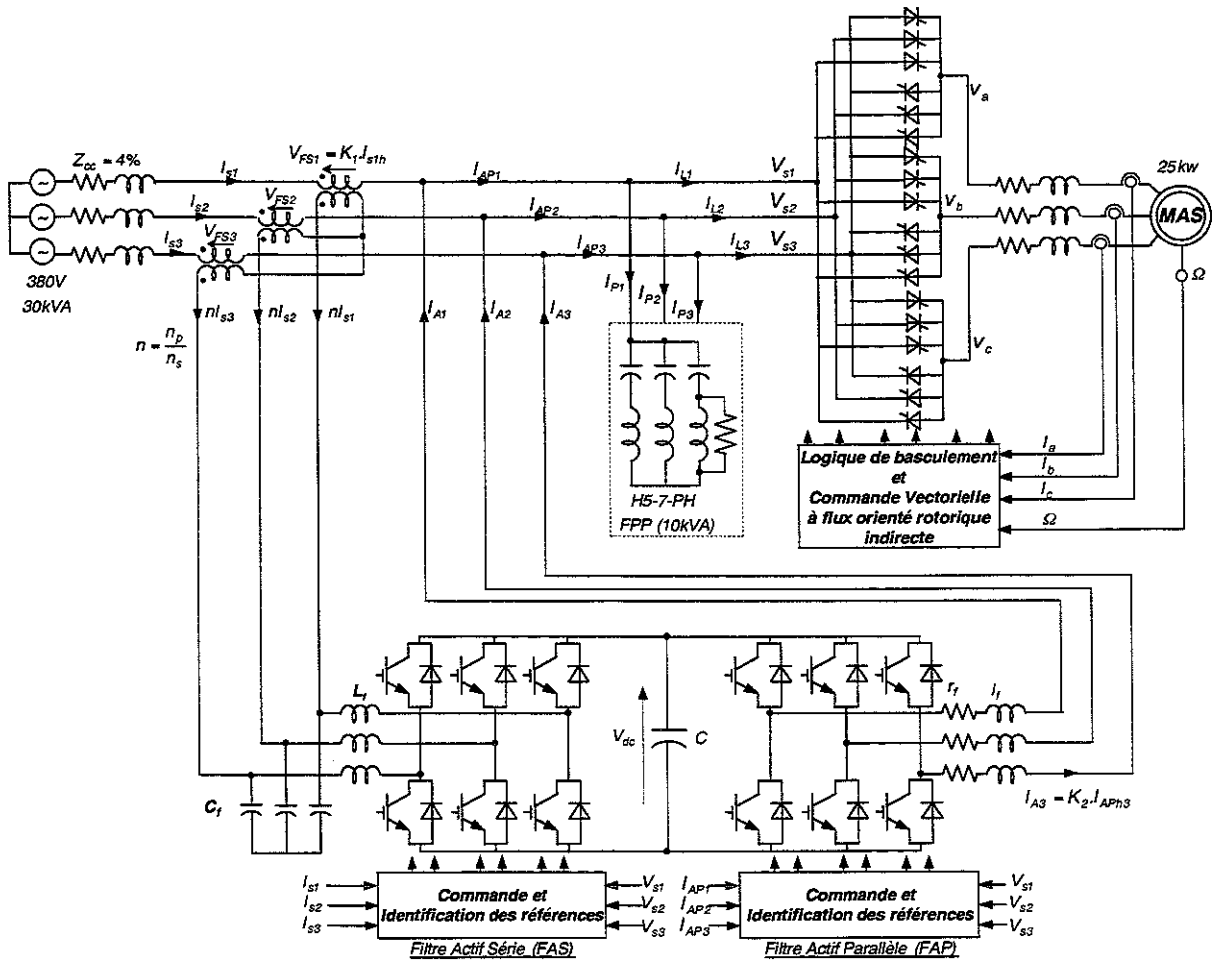 Z_cc = 4%
I_s1
V_FS1 = K_1.I_s1h
I_AP1
I_L1
V_s1
I_s2
V_FS2
I_AP2
I_L2
V_s2
I_s3
V_FS3
I_AP3
I_L3
V_s3
380V
30kVA
V_a
V_b
V_c
25kw
MAS
Ω
n = n_p/n_s
nI_s3
nI_s2
nI_s1
I_A1
I_A2
I_A3
I_P1
I_P2
I_P3
H5-7-PH
FPP (10kVA)
Logique de basculement
et
Commande Vectorielle
à flux orienté rotorique
indirecte
I_a
I_b
I_c
Ω
L_f
C_f
V_dc
C
r_f
l_f
I_A3 = K_2.I_APh3
I_s1
I_s2
I_s3
Commande et
Identification des références
V_s1
V_s2
V_s3
Filtre Actif Série (FAS)
I_AP1
I_AP2
I_AP3
Commande et
Identification des références
V_s1
V_s2
V_s3
Filtre Actif Parallèle (FAP)